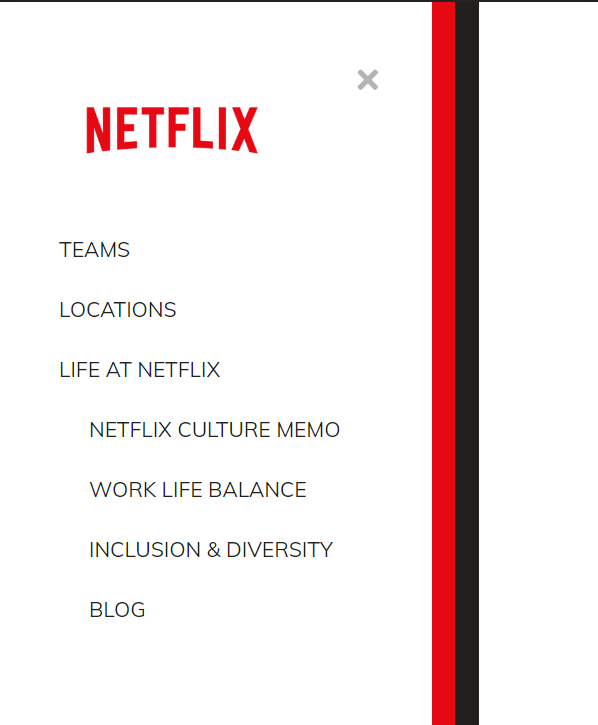 NETFLIX
TEAMS
LOCATIONS
LIFE AT NETFLIX
NETFLIX CULTURE MEMO
WORK LIFE BALANCE
INCLUSION & DIVERSITY
BLOG